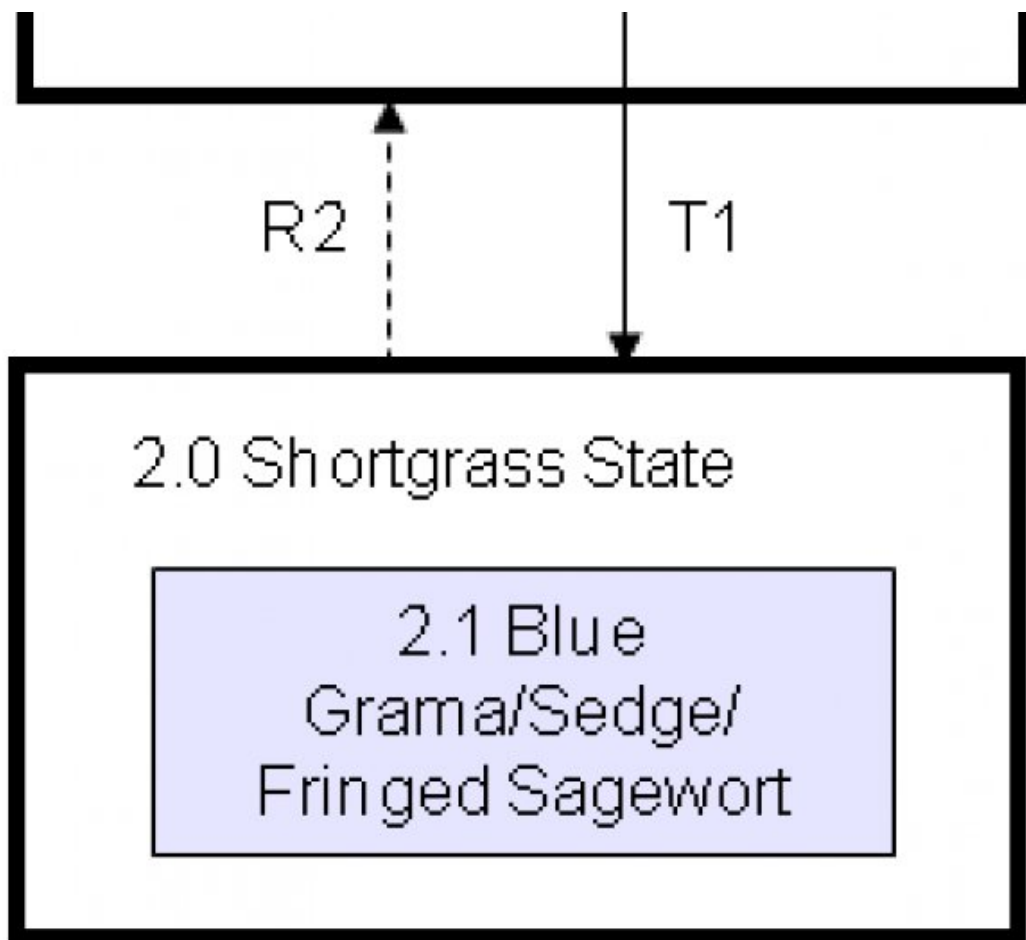 R2
T1
2.0 Shortgrass State
2.1 Blue
Grama/Sedge/
Fringed Sagewort